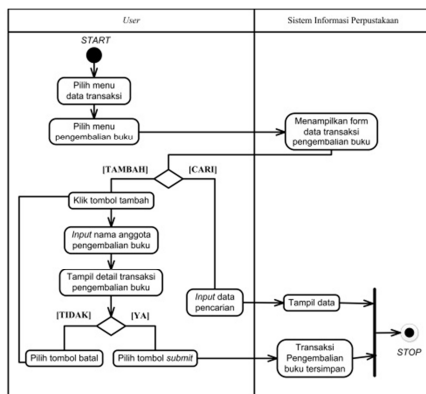 User
Sistem Informasi Perpustakaan
START
Pilih menu
data transaksi
Pilih menu
pengembalian buku
Menampilkan form
data transaksi
pengembalian buku
[TAMBAH]
[CARI]
Klik tombol tambah
Input nama anggota
pengembalian buku
Tampil detail transaksi
pengembalian buku
Input data
pencarian
Tampil data
[TIDAK]
[YA]
Pilih tombol batal
Pilih tombol submit
Transaksi
Pengembalian
buku tersimpan
STOP